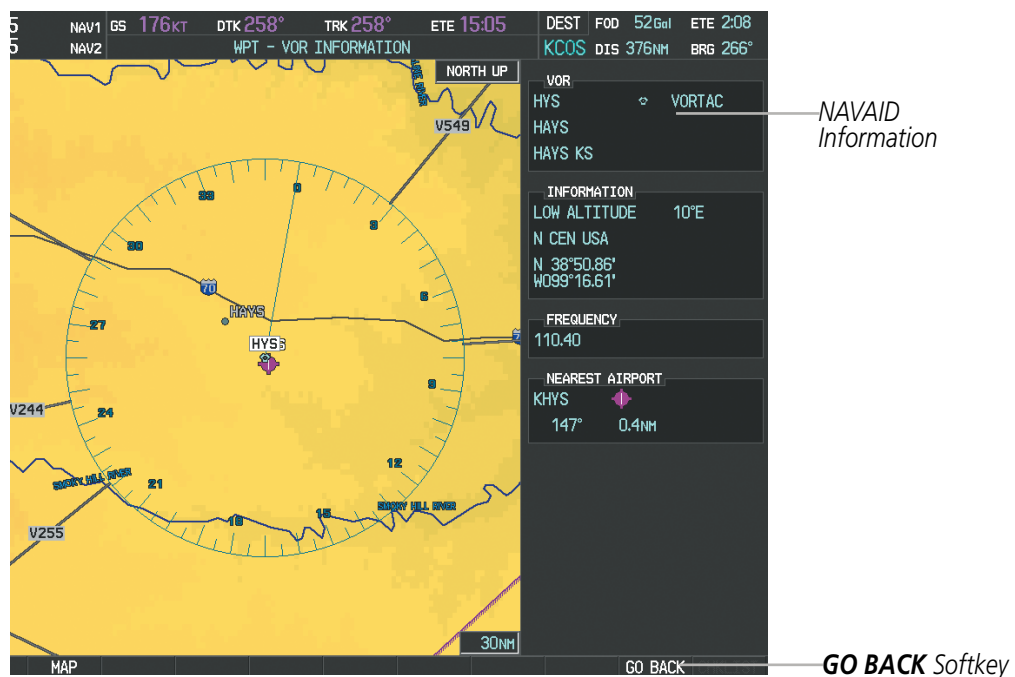 5 NAV1 GS 176KT DTK 258° TRK 258° ETE 15:05 DEST FOD 52Gal ETE 2:08
5 NAV2 WPT - VOR INFORMATION KCOS DIS 376NM BRG 266°
NORTH UP
V549
33
0
3
30
70
HAYS
6
27
HYS
9
V244
24
12
SMOKY HILL RIVER
21
SMOKY HILL RIVER
15
18
V255
30NM
VOR
HYS VORTAC
HAYS
HAYS KS
INFORMATION
LOW ALTITUDE 10°E
N CEN USA
N 38°50.86'
W099°16.61'
FREQUENCY
110.40
NEAREST AIRPORT
KHYS
147° 0.4NM
NAVAID
Information
MAP GO BACK
GO BACK Softkey